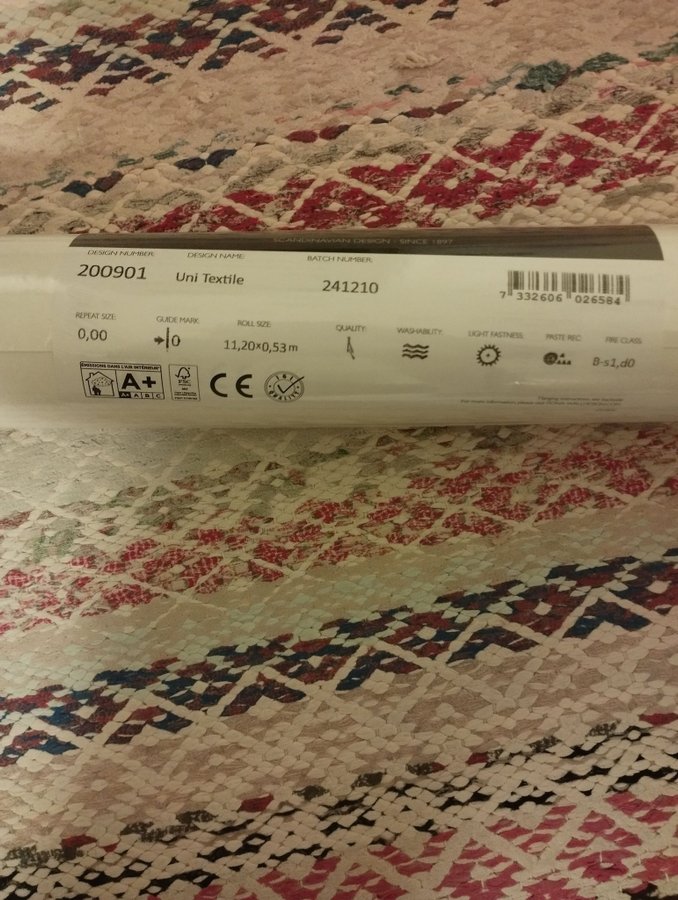 SCANDINAVIAN DESIGN · SINCE 1897
DESIGN NUMBER: DESIGN NAME: BATCH NUMBER:
200901 Uni Textile 241210
7 332606 026584
REPEAT SIZE: GUIDE MARK: ROLL SIZE: QUALITY: WASHABILITY: LIGHT FASTNESS: PASTE REC: FIRE CLASS
0,00 0 11,20×0,53 m B-s1,d0
ÉMISSIONS DANS L'AIR INTÉRIEUR
A+
A+ A B C
FSC
CE